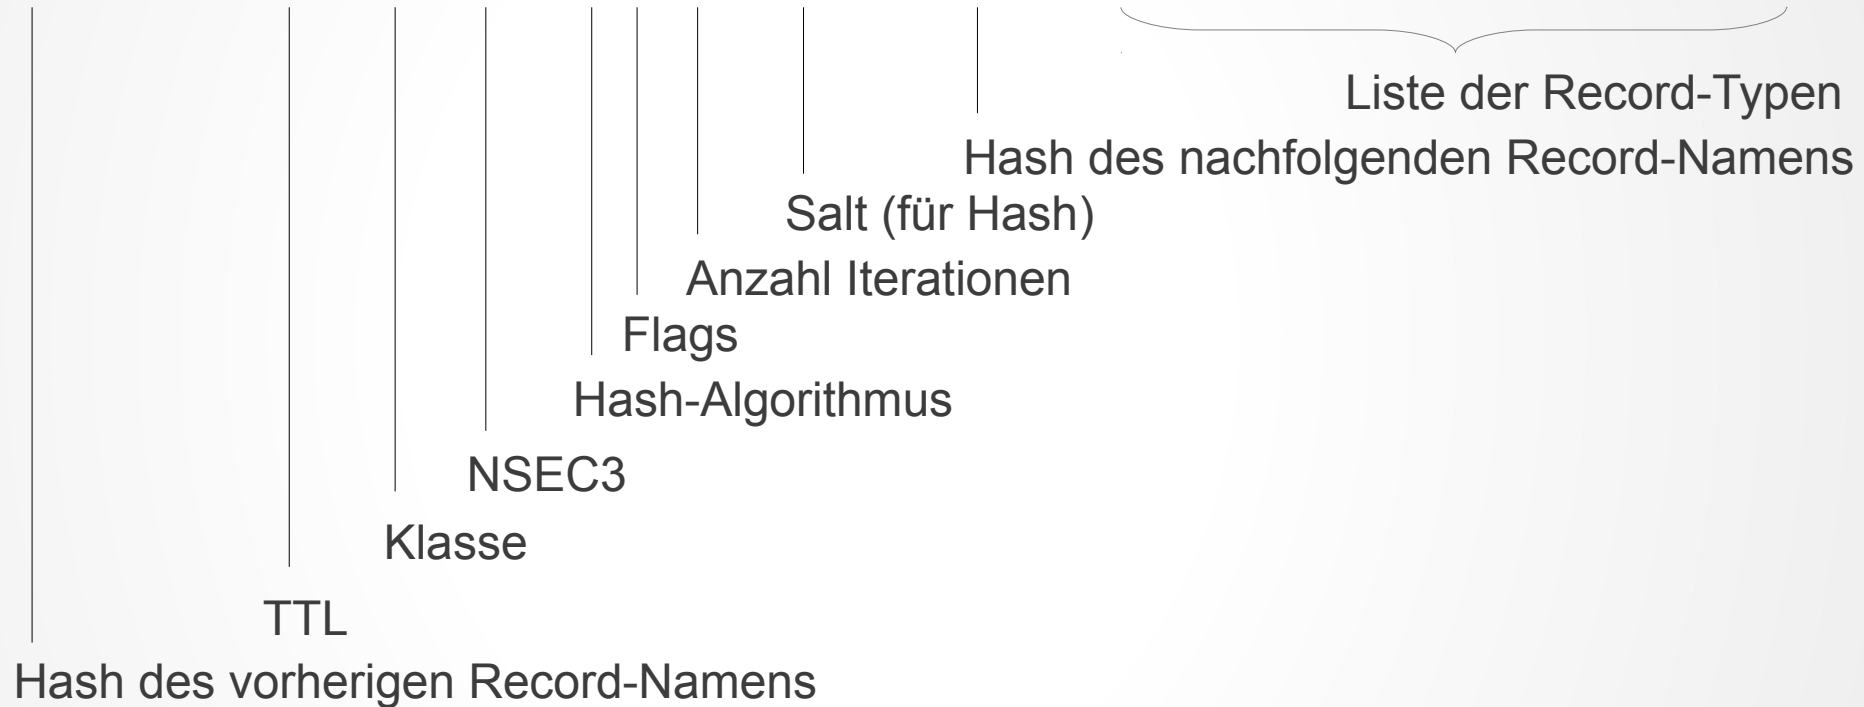 Liste der Record-Typen
Hash des nachfolgenden Record-Namens
Salt (für Hash)
Anzahl Iterationen
Flags
Hash-Algorithmus
NSEC3
Klasse
TTL
Hash des vorherigen Record-Namens